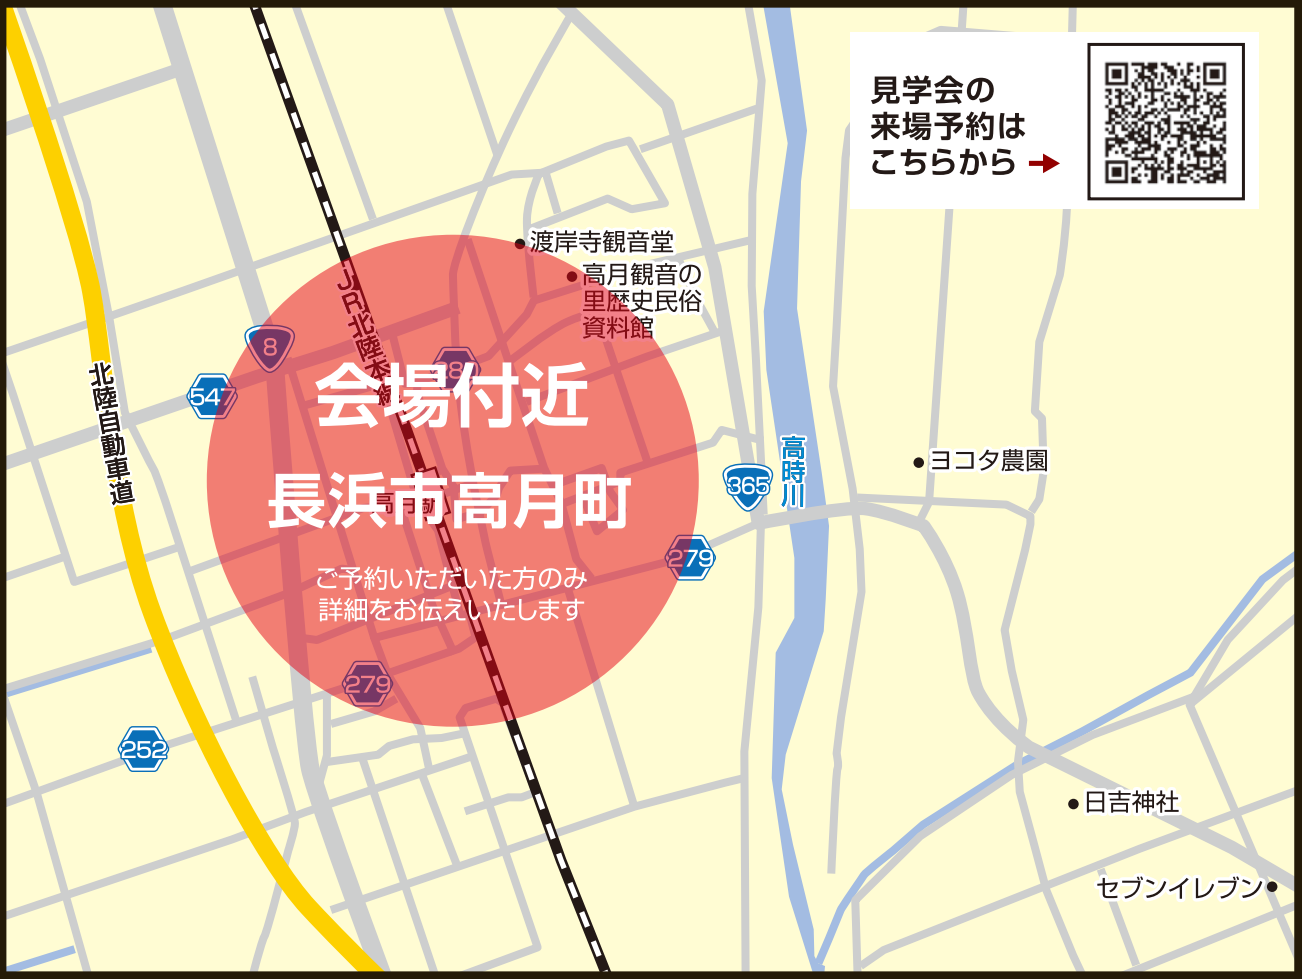 見学会の
来場予約は
こちらから
渡岸寺観音堂
高月観音の
里歴史民俗
資料館
JR北陸本線
8
547
北陸自動車道
会場付近
長浜市高月町
高月駅
ご予約いただいた方のみ
詳細をお伝えいたします
365
高時川
ヨコタ農園
279
279
252
日吉神社
セブンイレブン